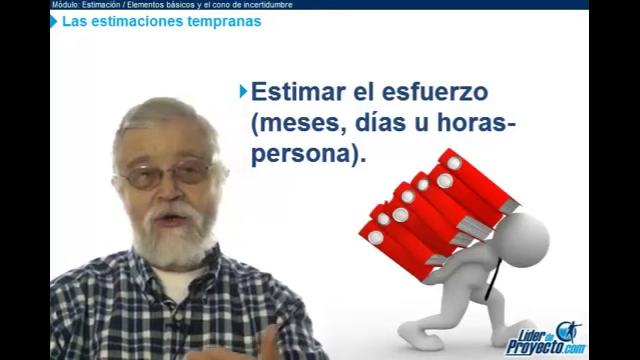 Módulo: Estimación / Elementos básicos y el cono de incertidumbre
Las estimaciones tempranas
Estimar el esfuerzo
(meses, días u horas-
persona).
Líder de
Proyecto.com